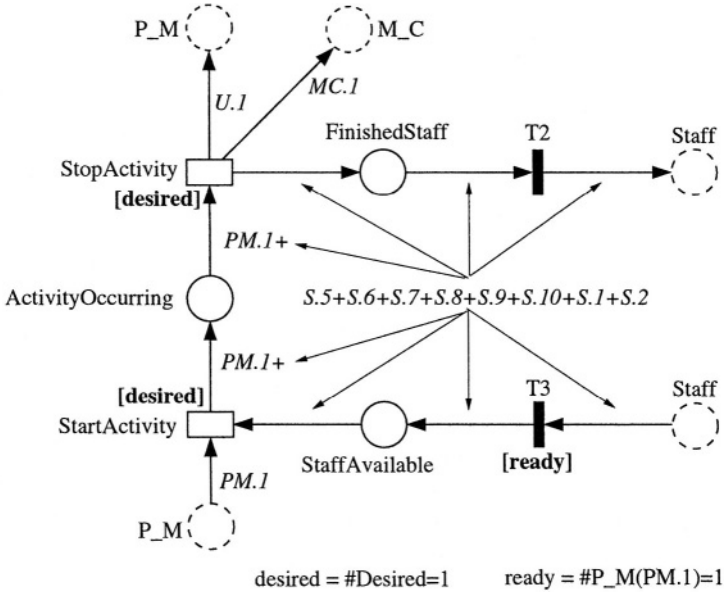 P_M
M_C
U.1
MC.1
FinishedStaff
T2
Staff
StopActivity
[desired]
PM.1+
ActivityOccurring
S.5+S.6+S.7+S.8+S.9+S.10+S.1+S.2
PM.1+
[desired]
T3
Staff
StartActivity
StaffAvailable
[ready]
PM.1
P_M
desired = #Desired=1
ready = #P_M(PM.1)=1